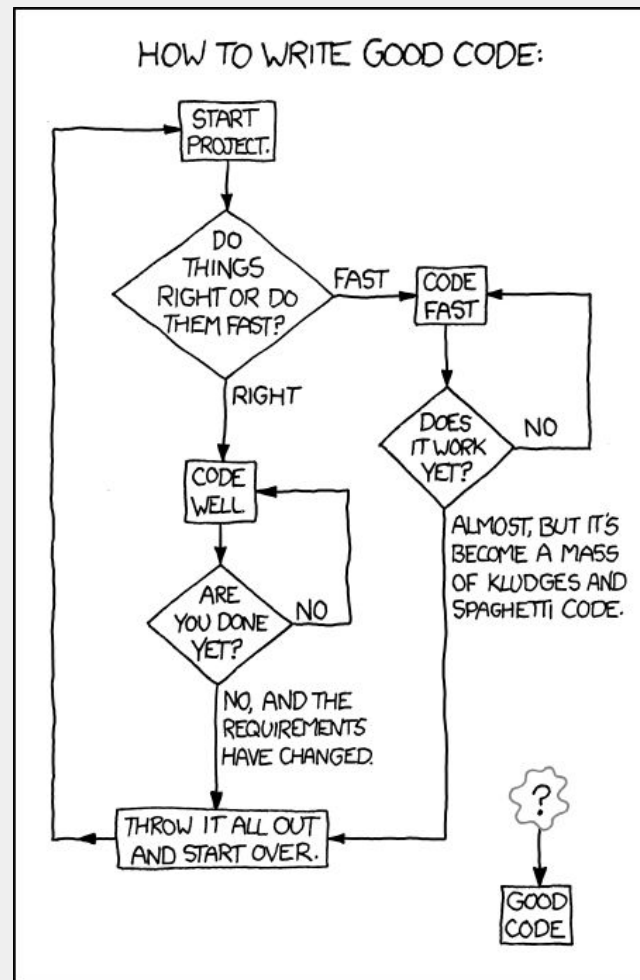 HOW TO WRITE GOOD CODE:
START
PROJECT.
DO
THINGS
RIGHT OR DO
THEM FAST?
FAST
CODE
FAST
RIGHT
DOES
IT WORK
YET?
NO
CODE
WELL
ALMOST, BUT IT'S
BECOME A MASS
OF KLUDGES AND
SPAGHETTI CODE.
ARE
YOU DONE
YET?
NO
NO, AND THE
REQUIREMENTS
HAVE CHANGED.
THROW IT ALL OUT
AND START OVER.
?
GOOD
CODE